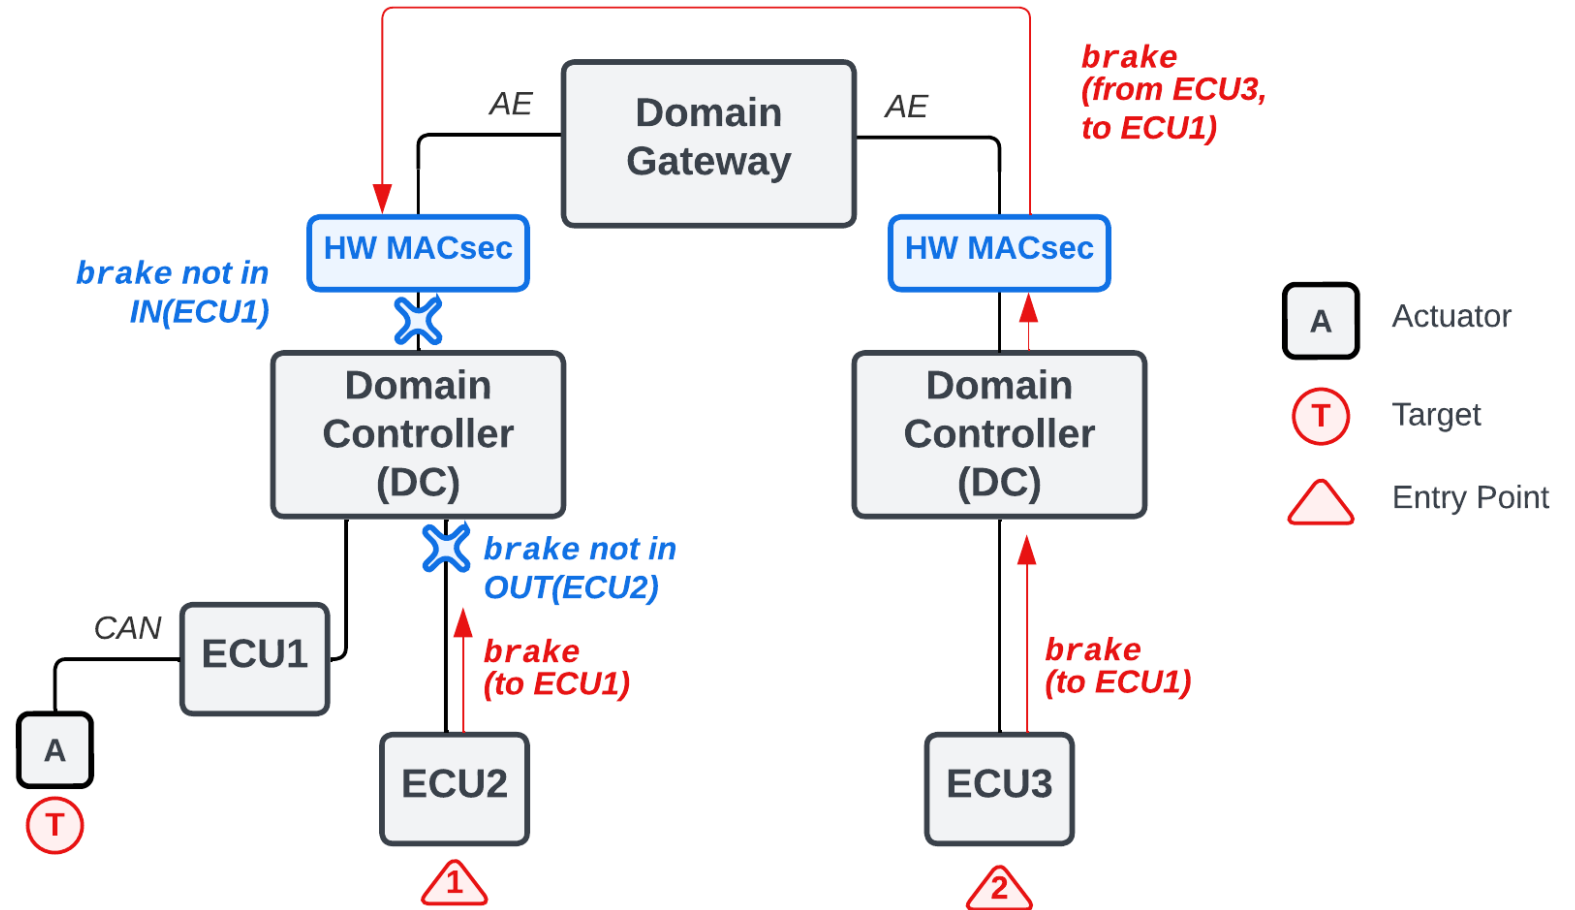 AE
Domain
Gateway
AE
brake
(from ECU3,
to ECU1)
HW MACsec
HW MACsec
brake not in
IN(ECU1)
Domain
Controller
(DC)
Domain
Controller
(DC)
A
Actuator
T
Target
Entry Point
brake not in
OUT(ECU2)
CAN
ECU1
brake
(to ECU1)
brake
(to ECU1)
A
T
ECU2
ECU3
1
2